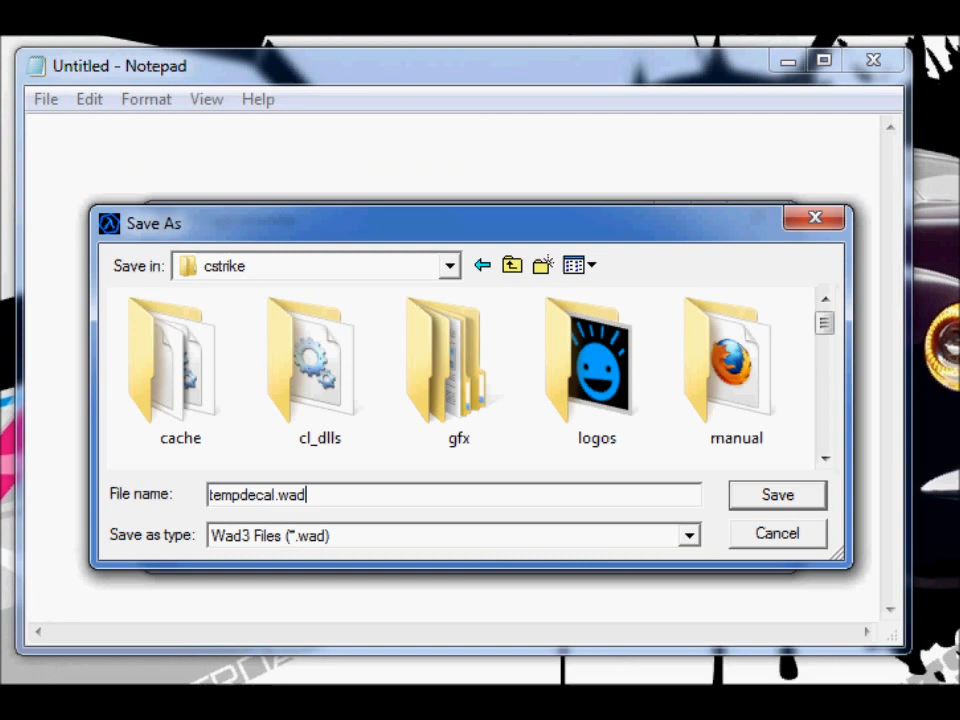 Untitled - Notepad
File Edit Format View Help
Save As
Save in: cstrike
cache cl_dlls gfx logos manual
File name: tempdecal.wad Save
Save as type: Wad3 Files (*.wad) Cancel